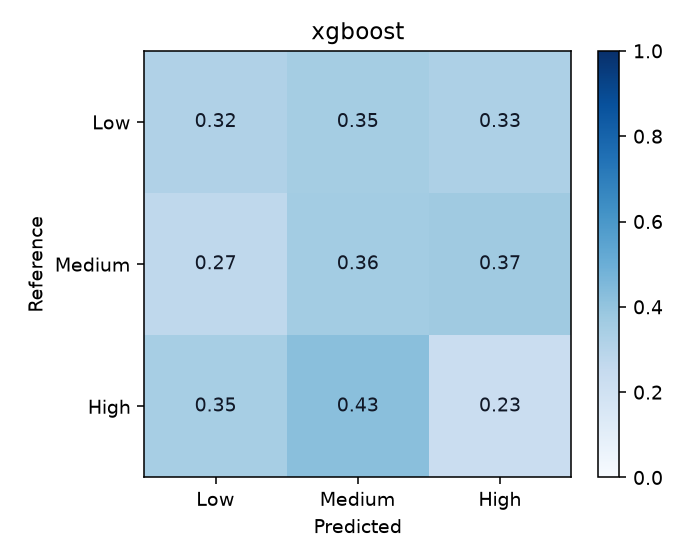 xgboost
1.0
Low 0.32 0.35 0.33
0.8
0.6
Reference
Medium 0.27 0.36 0.37
0.4
High 0.35 0.43 0.23
0.2
0.0
Low Medium High
Predicted